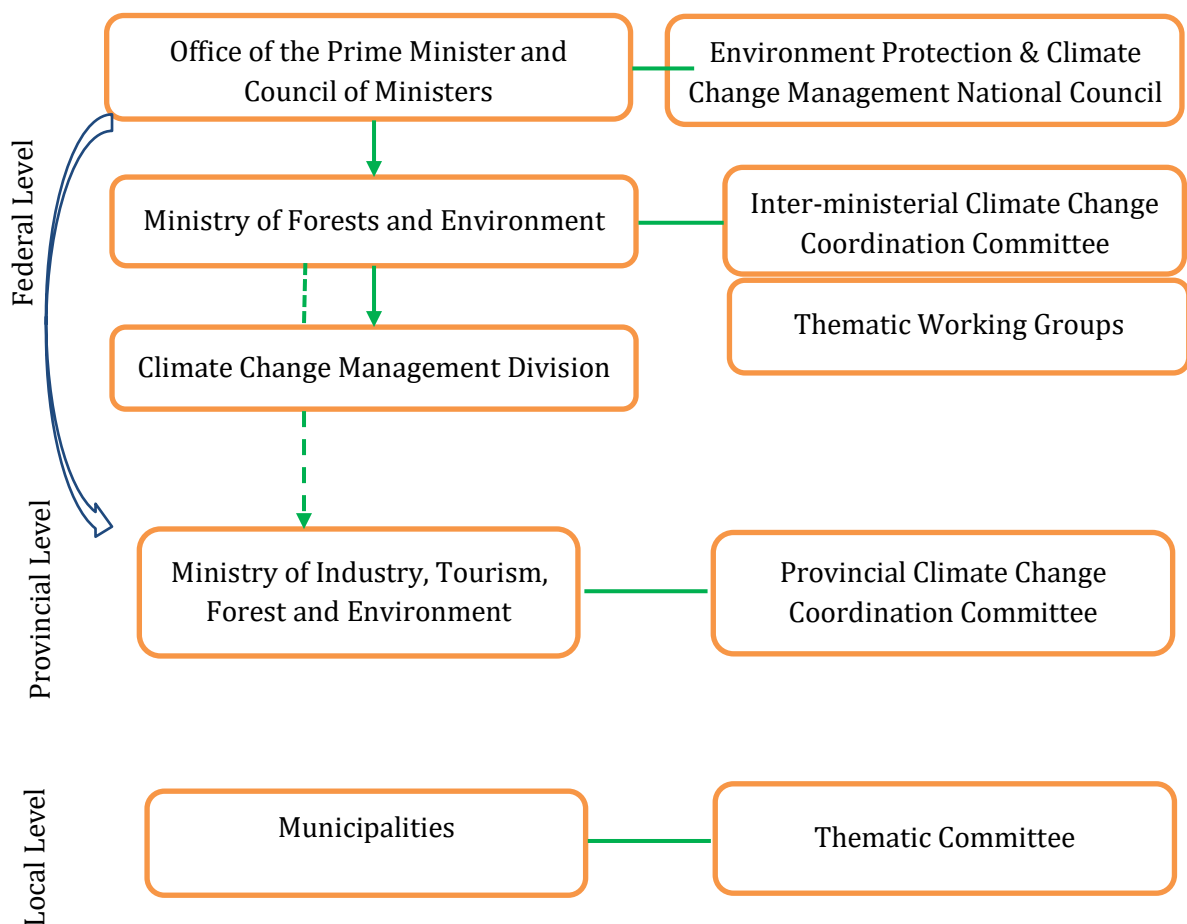 Office of the Prime Minister and
Council of Ministers
Environment Protection & Climate
Change Management National Council
Federal Level
Ministry of Forests and Environment
Inter-ministerial Climate Change
Coordination Committee
Thematic Working Groups
Climate Change Management Division
Provincial Level
Ministry of Industry, Tourism,
Forest and Environment
Provincial Climate Change
Coordination Committee
Local Level
Municipalities
Thematic Committee